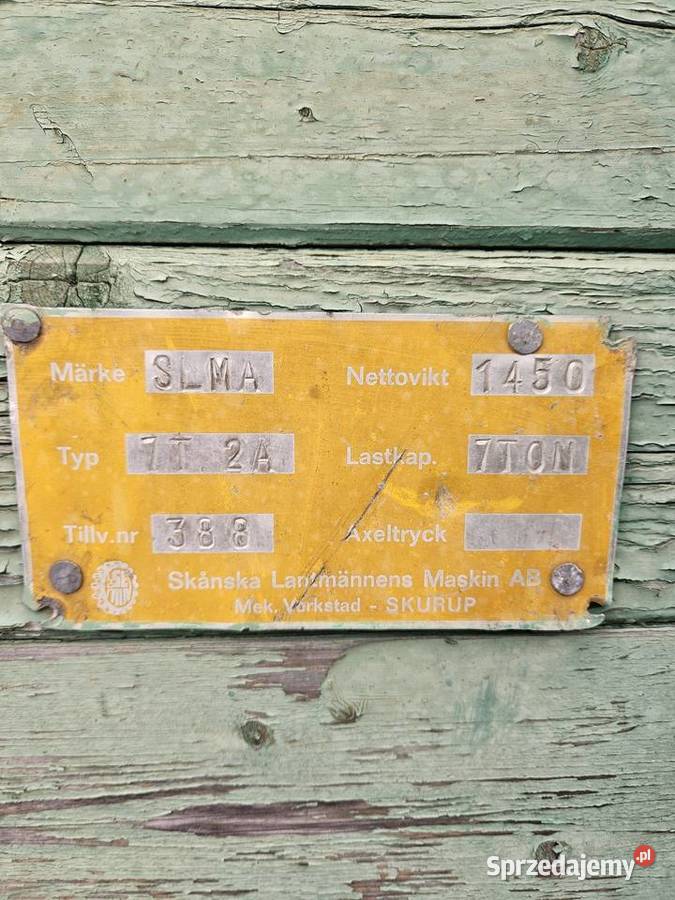 Märke SLMA Nettovikt 1450
Typ 7T 2A Lastkap. 7TON
Tillv.nr 388 Axeltryck
Skånska Lantmännens Maskin AB
Mek. Verkstad - SKURUP
Sprzedajemy.pl